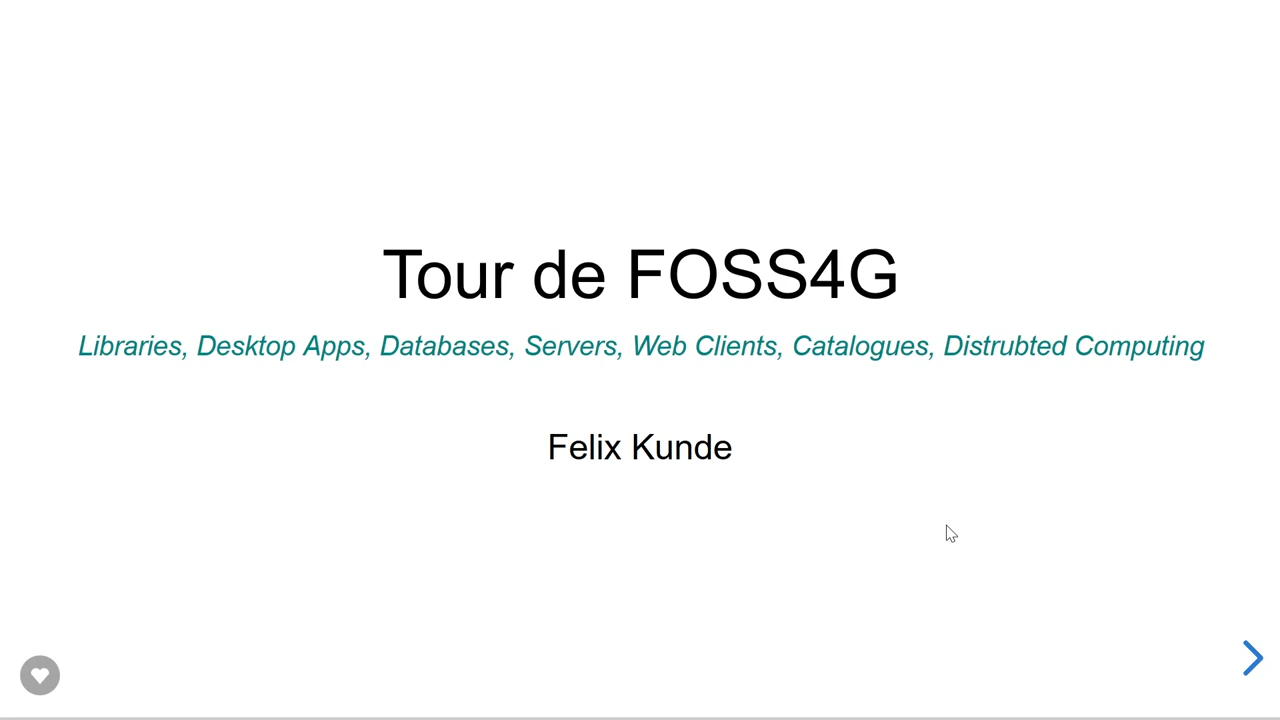 Tour de FOSS4G
Libraries, Desktop Apps, Databases, Servers, Web Clients, Catalogues, Distrubted Computing
Felix Kunde